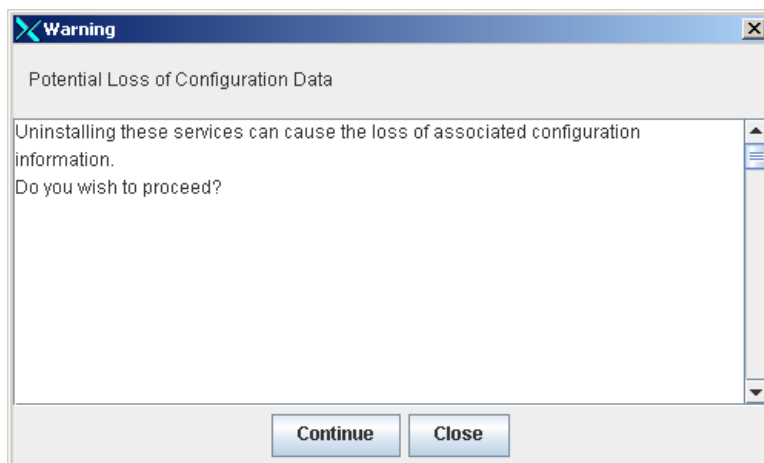 Warning
Potential Loss of Configuration Data
Uninstalling these services can cause the loss of associated configuration
information.
Do you wish to proceed?
Continue Close